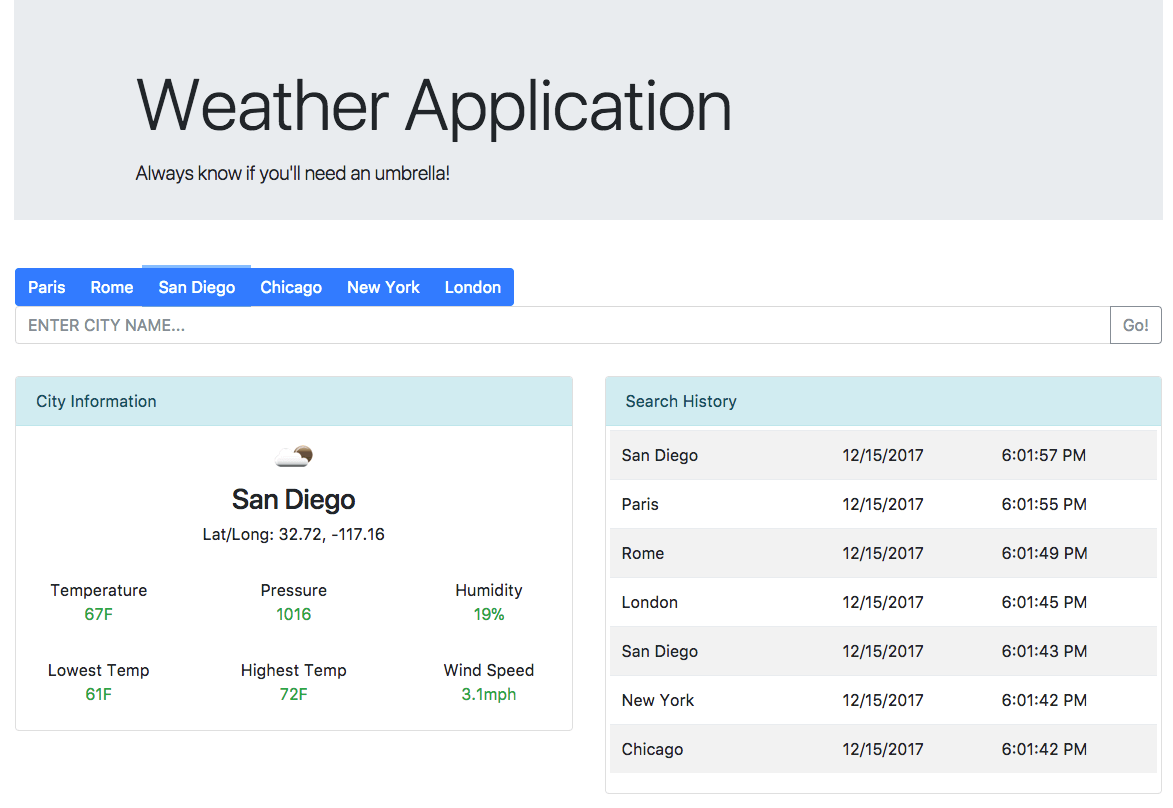 Weather Application
Always know if you'll need an umbrella!
Paris Rome San Diego Chicago New York London
ENTER CITY NAME... Go!
City Information
San Diego
Lat/Long: 32.72, -117.16
Temperature Pressure Humidity
67F 1016 19%
Lowest Temp Highest Temp Wind Speed
61F 72F 3.1mph
Search History
San Diego 12/15/2017 6:01:57 PM
Paris 12/15/2017 6:01:55 PM
Rome 12/15/2017 6:01:49 PM
London 12/15/2017 6:01:45 PM
San Diego 12/15/2017 6:01:43 PM
New York 12/15/2017 6:01:42 PM
Chicago 12/15/2017 6:01:42 PM